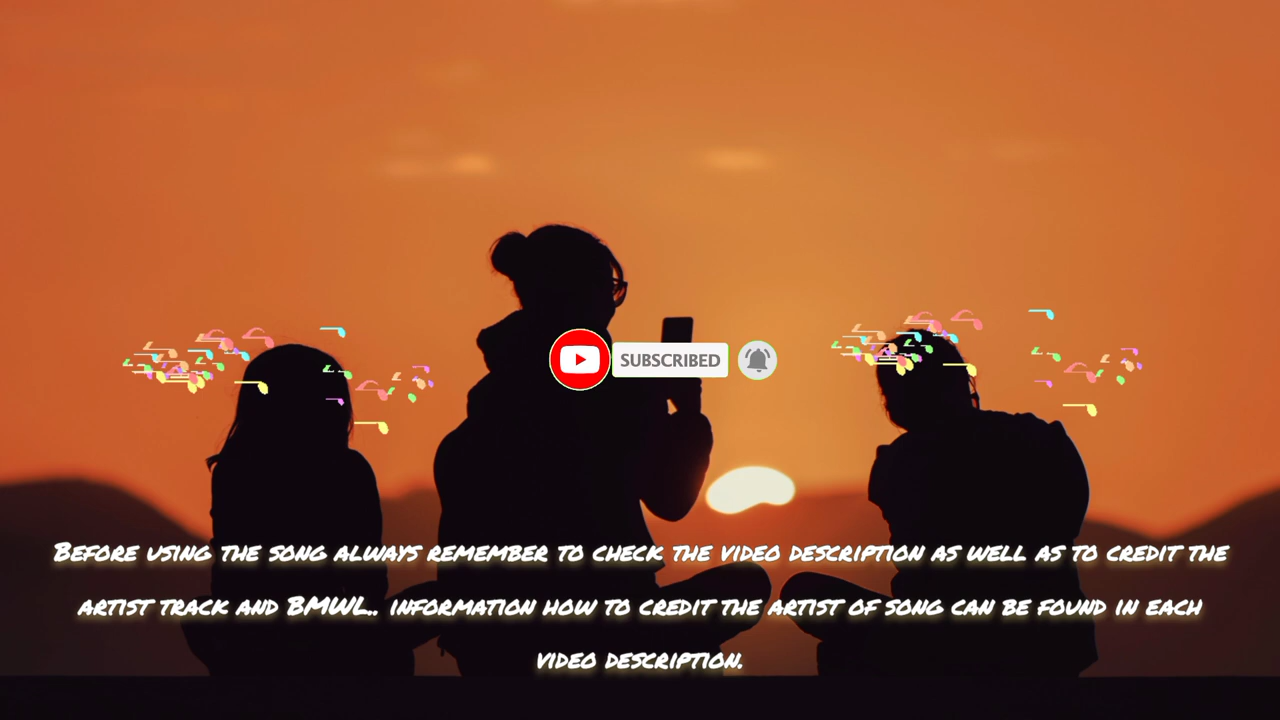 SUBSCRIBED
Before using the song always remember to check the video description as well as to credit the
artist track and BMWL.. information how to credit the artist of song can be found in each
video description.